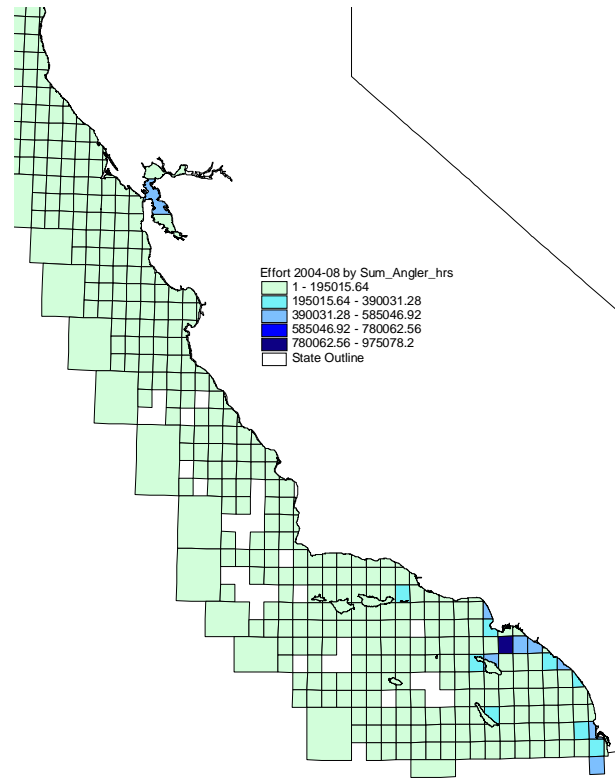 Effort 2004-08 by Sum_Angler_hrs
1 - 195015.64
195015.64 - 390031.28
390031.28 - 585046.92
585046.92 - 780062.56
780062.56 - 975078.2
State Outline